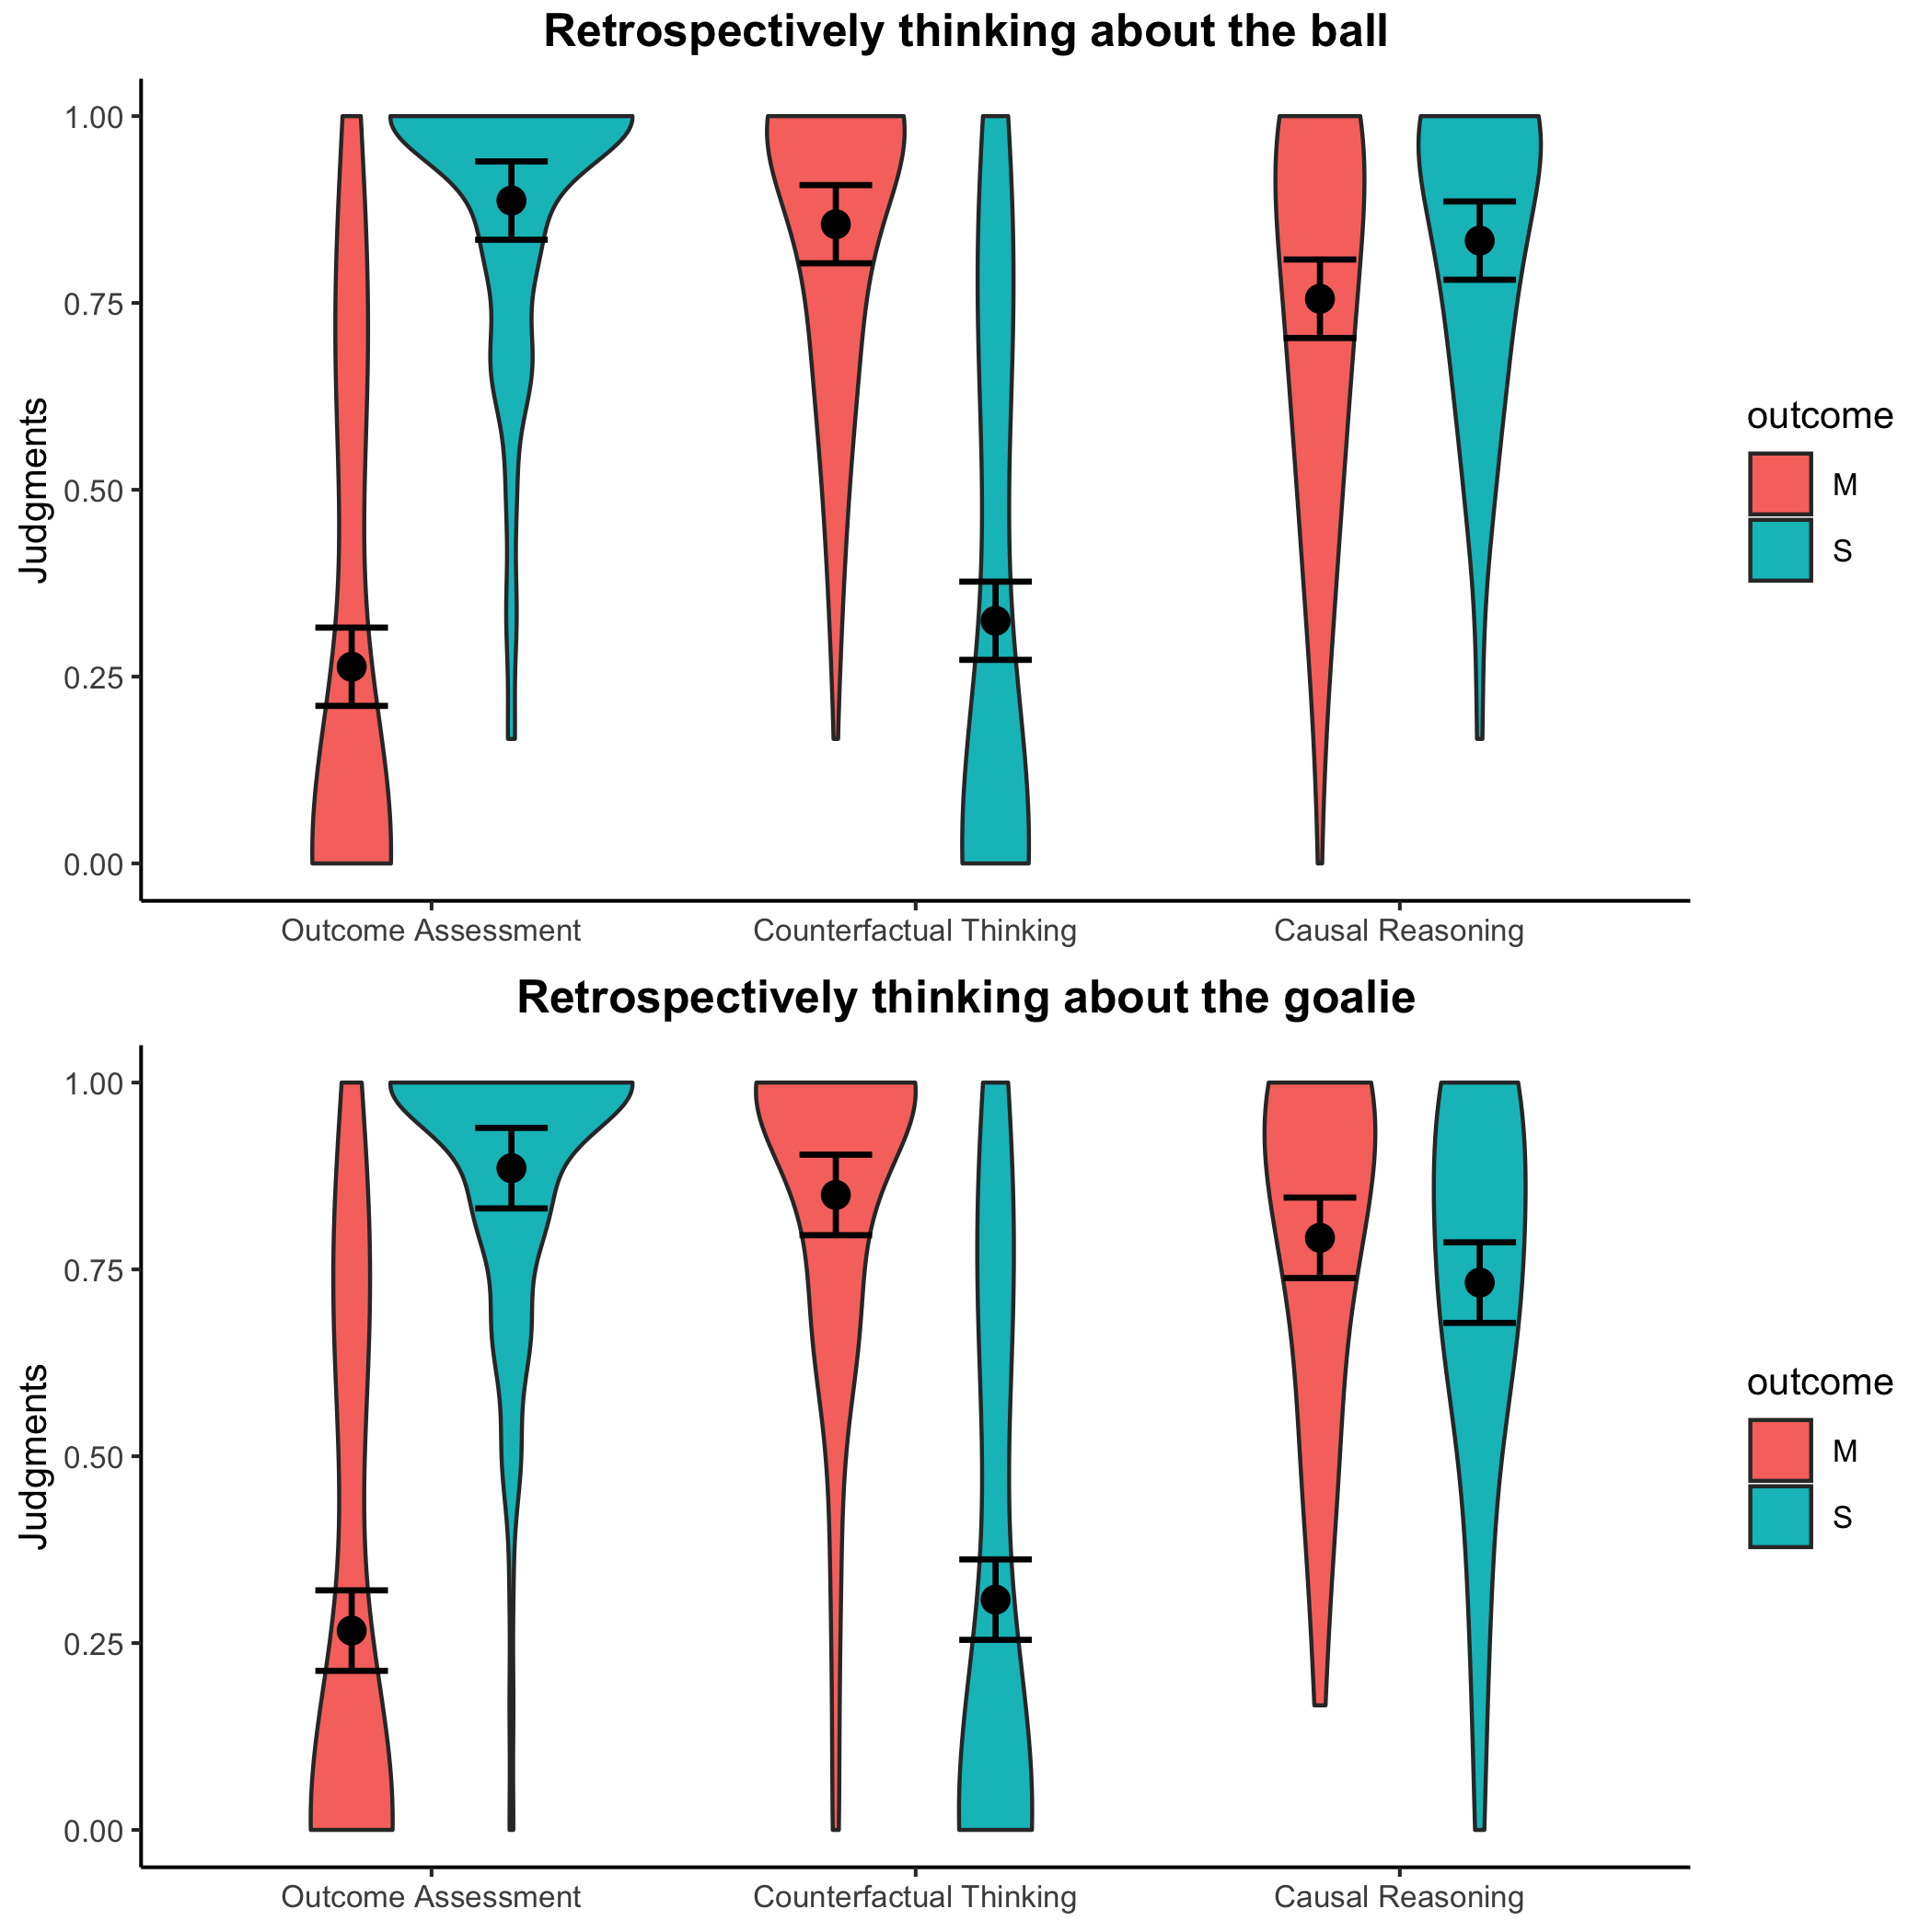 Retrospectively thinking about the ball
Judgments
1.00
0.75
0.50
0.25
0.00
Outcome Assessment
Counterfactual Thinking
Causal Reasoning
outcome
M
S
Retrospectively thinking about the goalie
Judgments
1.00
0.75
0.50
0.25
0.00
Outcome Assessment
Counterfactual Thinking
Causal Reasoning
outcome
M
S